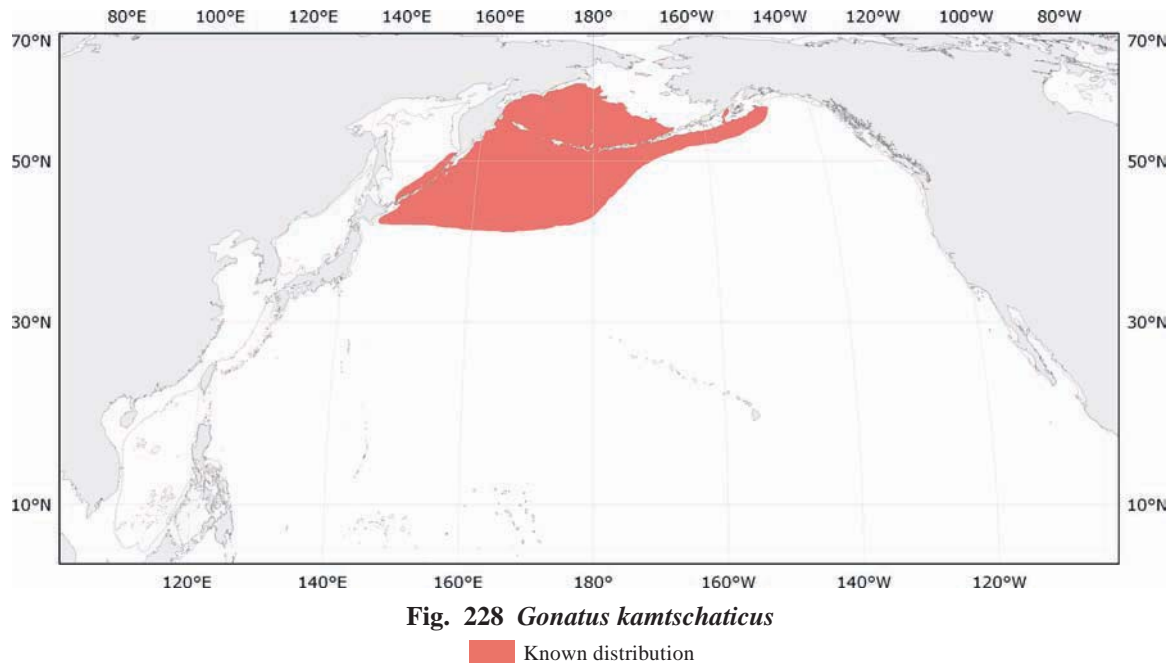 80°E 100°E 120°E 140°E 160°E 180° 160°W 140°W 120°W 100°W 80°W
70°N 70°N
50°N 50°N
30°N 30°N
10°N 10°N
120°E 140°E 160°E 180° 160°W 140°W 120°W
Fig. 228 Gonatus kamtschaticus
Known distribution